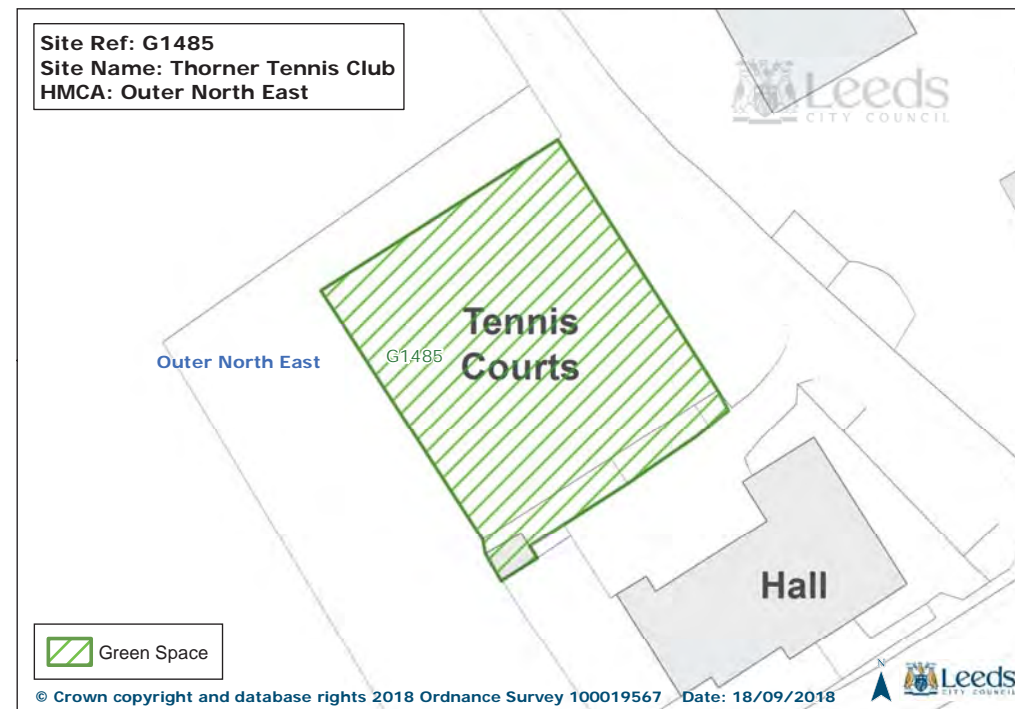 Site Ref: G1485
Site Name: Thorner Tennis Club
HMCA: Outer North East
Leeds
CITY COUNCIL
Tennis
Courts
Outer North East
G1485
Hall
Green Space
© Crown copyright and database rights 2018 Ordnance Survey 100019567 Date: 18/09/2018
N
Leeds
CITY COUNCIL